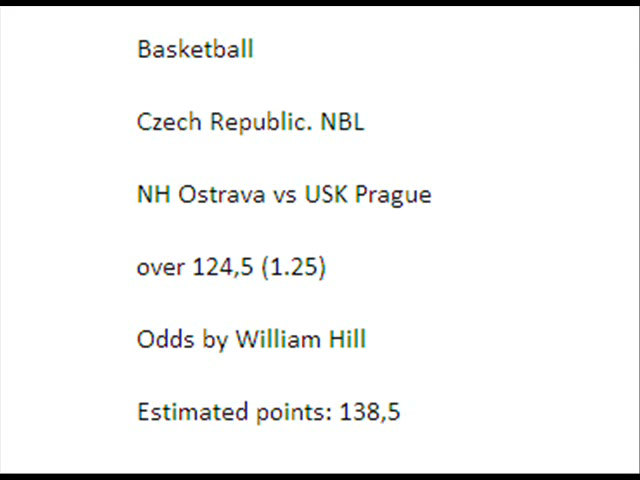 Basketball
Czech Republic. NBL
NH Ostrava vs USK Prague
over 124,5 (1.25)
Odds by William Hill
Estimated points: 138,5